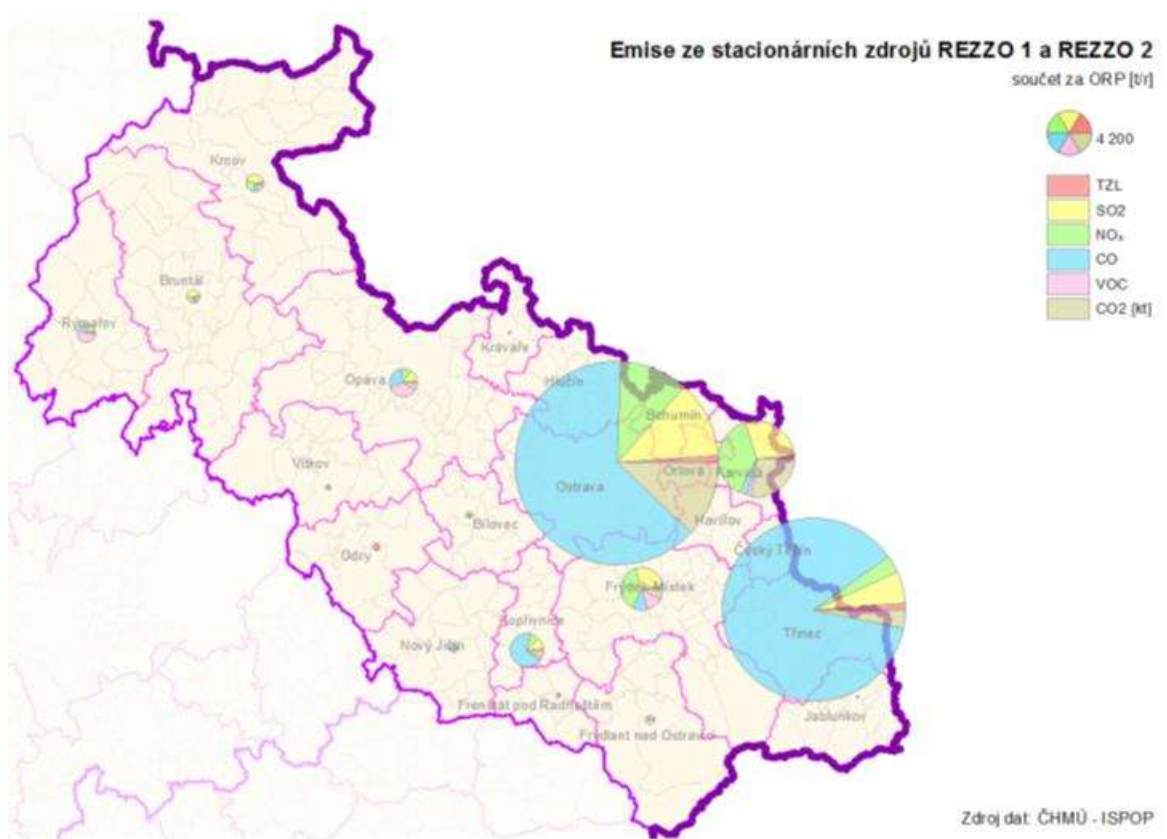 Emise ze stacionárních zdrojů REZZO 1 a REZZO 2
součet za ORP [t/r]
4 200
TZL
SO2
NOₓ
CO
VOC
CO2 [kt]
Krnov
Bruntál
Rýmařov
Opava
Kravaře
Hlučín
Bohumín
Ostrava
Orlová
Karviná
Vítkov
Bílovec
Havířov
Český Těšín
Odry
Frýdek-Místek
Kopřivnice
Třinec
Nový Jičín
Frenštát pod Radhoštěm
Frýdlant nad Ostravicí
Jablunkov
Zdroj dat: ČHMÚ - ISPOP